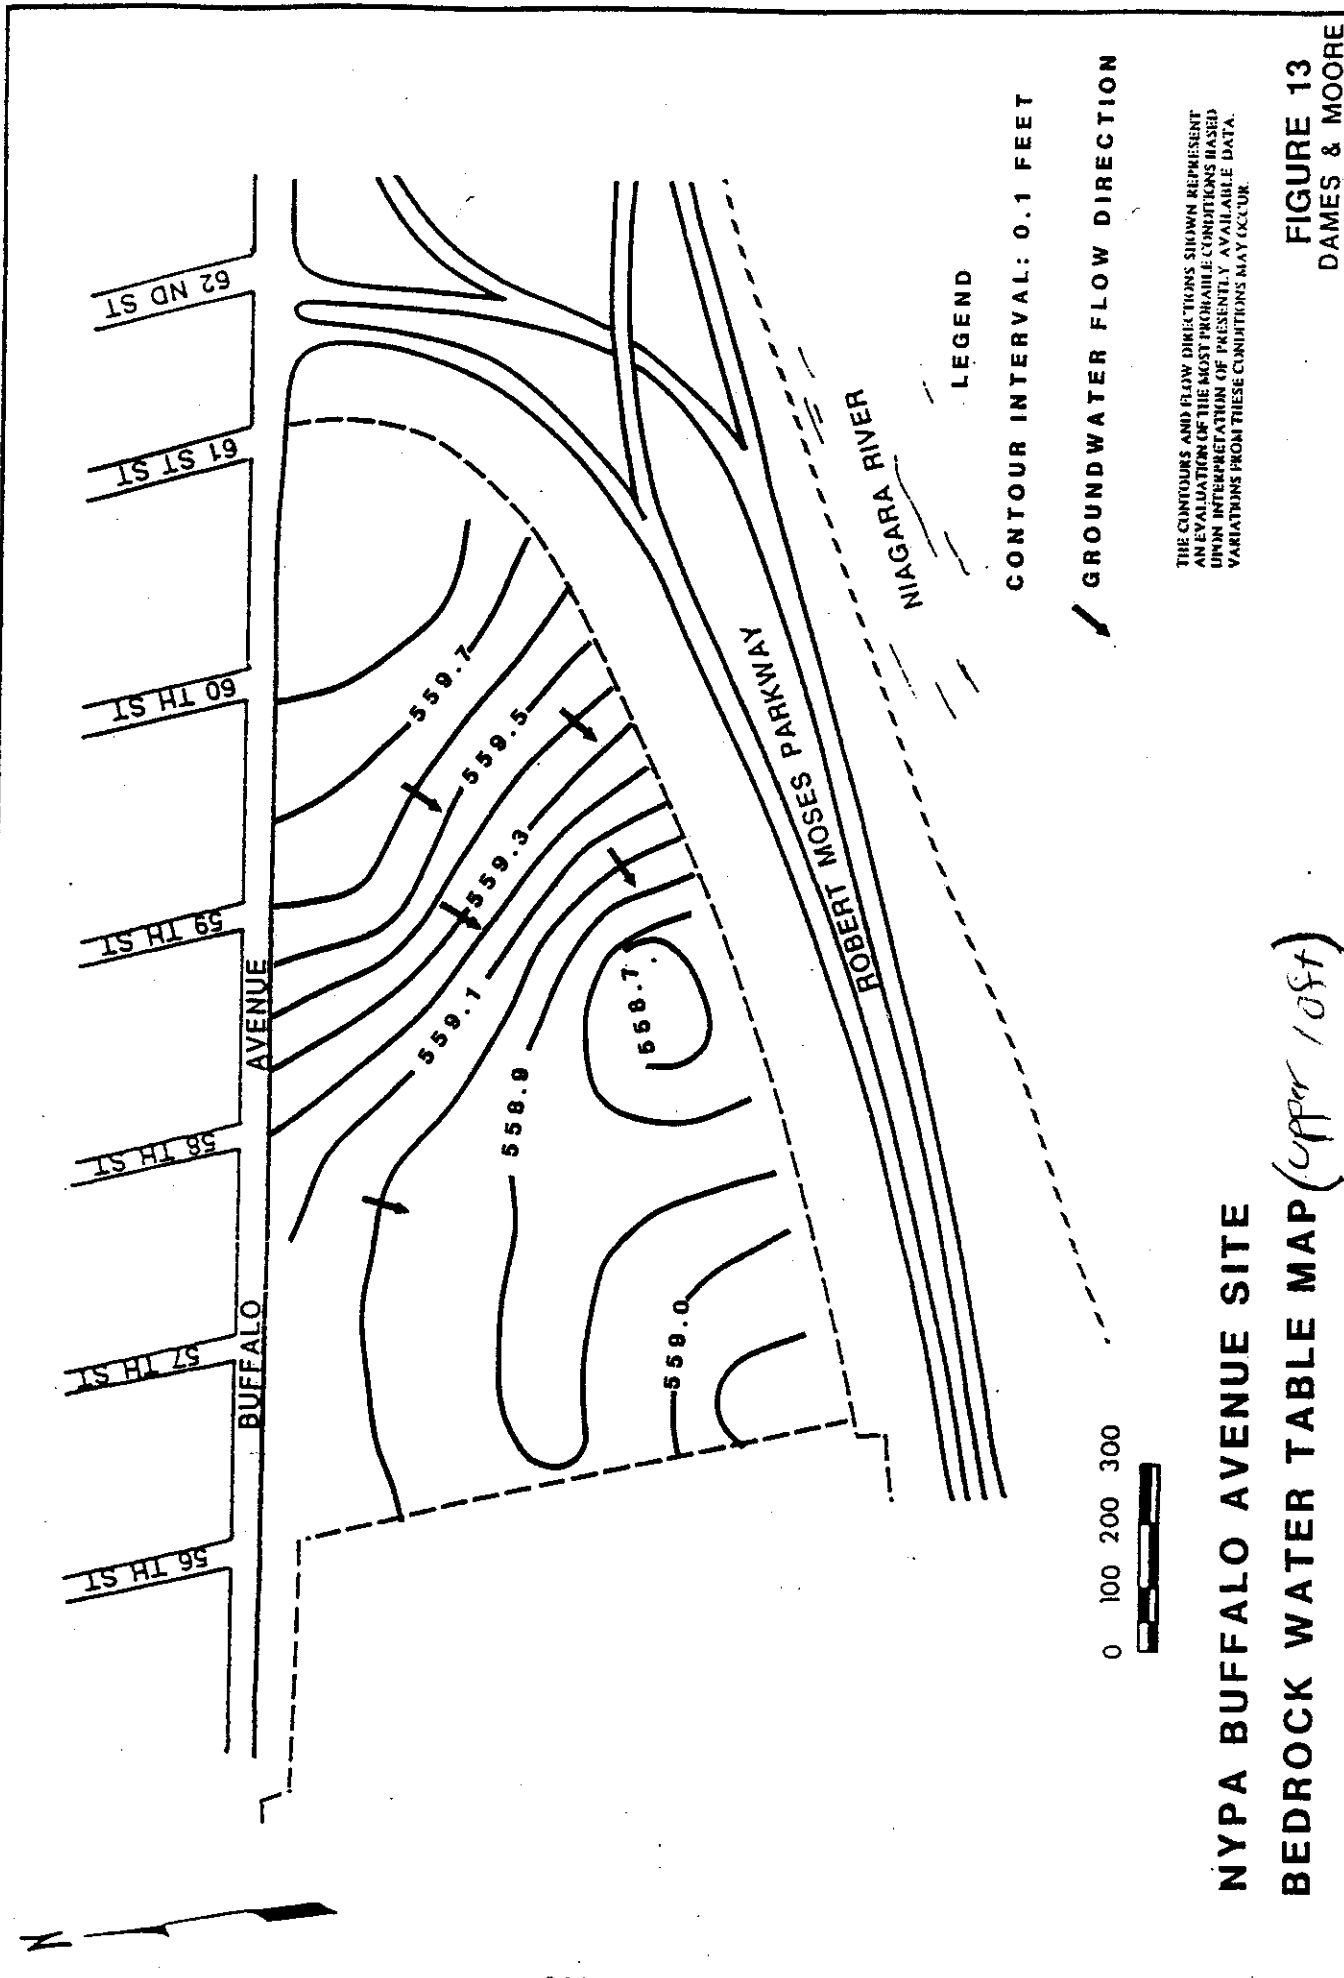 N
56 TH ST
57 TH ST
58 TH ST
59 TH ST
60 TH ST
61 ST ST
62 ND ST
BUFFALO AVENUE
559.7
559.5
559.3
559.1
558.9
558.7
559.0
ROBERT MOSES PARKWAY
NIAGARA RIVER
LEGEND
CONTOUR INTERVAL: 0.1 FEET
GROUNDWATER FLOW DIRECTION
THE CONTOURS AND FLOW DIRECTIONS SHOWN REPRESENT
AN EVALUATION OF THE MOST PROBABLE CONDITIONS BASED
UPON INTERPRETATION OF PRESENTLY AVAILABLE DATA.
VARIATIONS FROM THESE CONDITIONS MAY OCCUR.
0 100 200 300
NYPA BUFFALO AVENUE SITE
BEDROCK WATER TABLE MAP (upper 10ft)
FIGURE 13
DAMES & MOORE